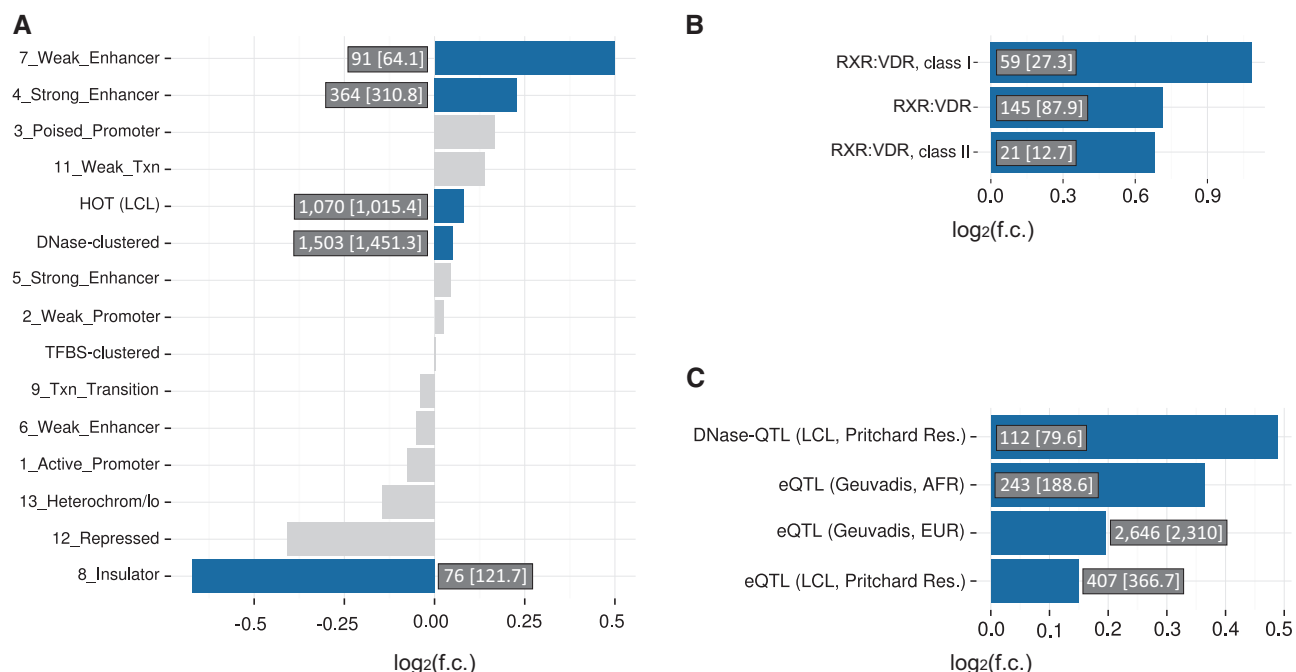 A
7_Weak_Enhancer
91 [64.1]
4_Strong_Enhancer
364 [310.8]
3_Poised_Promoter
11_Weak_Txn
HOT (LCL)
1,070 [1,015.4]
DNase-clustered
1,503 [1,451.3]
5_Strong_Enhancer
2_Weak_Promoter
TFBS-clustered
9_Txn_Transition
6_Weak_Enhancer
1_Active_Promoter
13_Heterochrom/lo
12_Repressed
8_Insulator
76 [121.7]
-0.5 -0.25 0.00 0.25 0.5
log2(f.c.)
B
RXR:VDR, class I
59 [27.3]
RXR:VDR
145 [87.9]
RXR:VDR, class II
21 [12.7]
0.0 0.3 0.6 0.9
log2(f.c.)
C
DNase-QTL (LCL, Pritchard Res.)
112 [79.6]
eQTL (Geuvadis, AFR)
243 [188.6]
eQTL (Geuvadis, EUR)
2,646 [2,310]
eQTL (LCL, Pritchard Res.)
407 [366.7]
0.0 0.1 0.2 0.3 0.4 0.5
log2(f.c.)